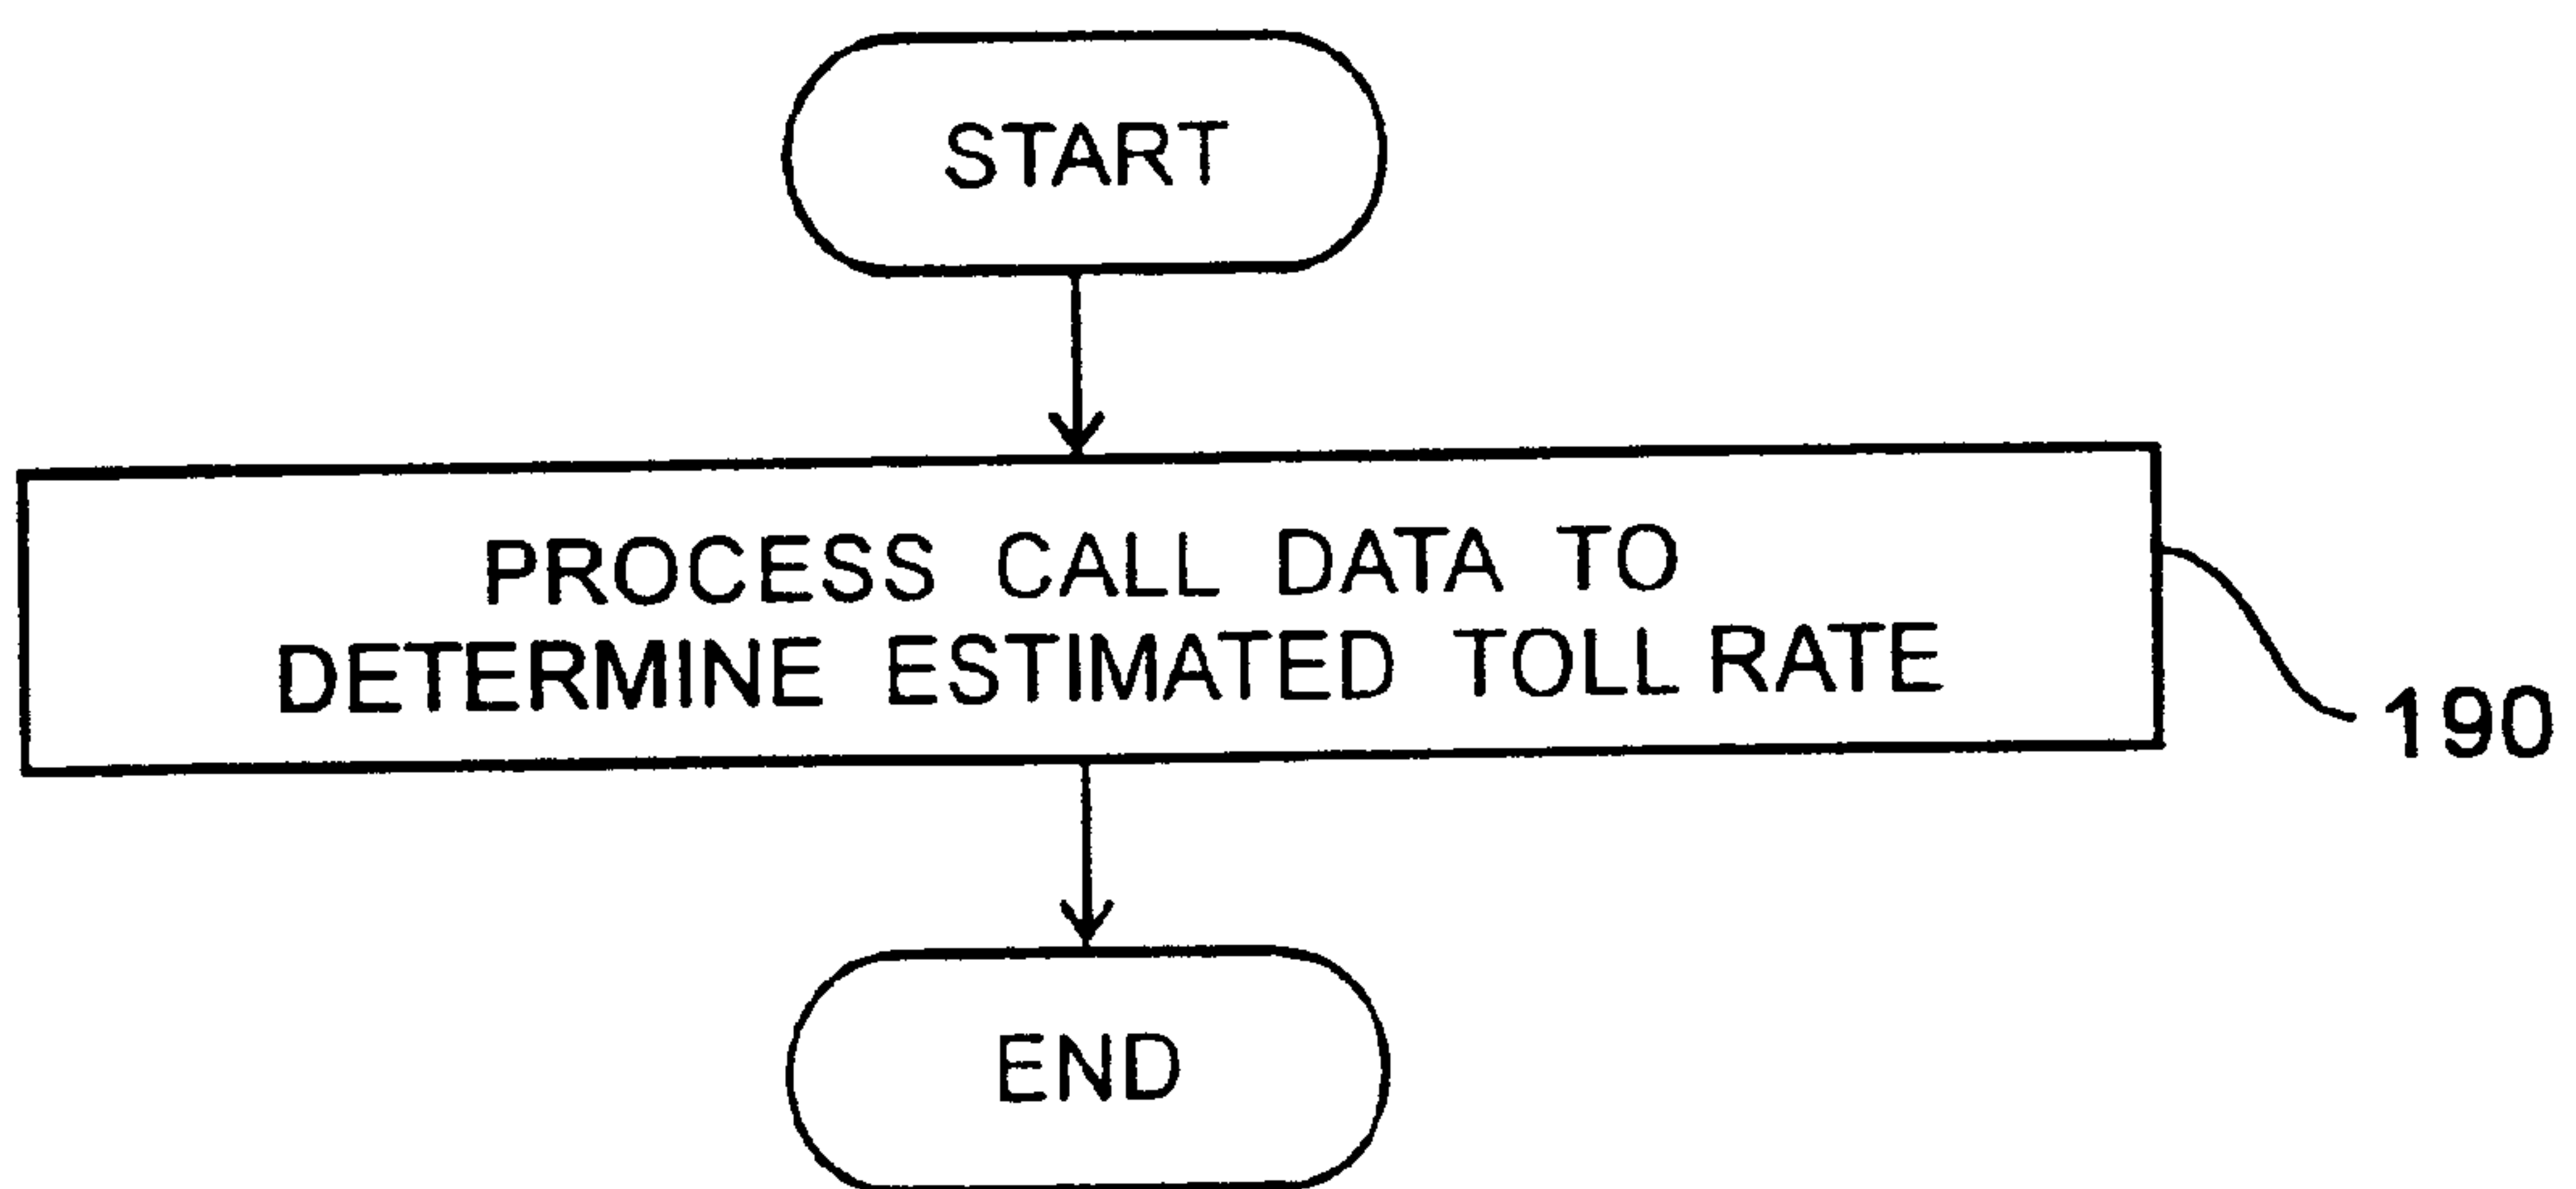 START
PROCESS CALL DATA TO
DETERMINE ESTIMATED TOLL RATE
190
END